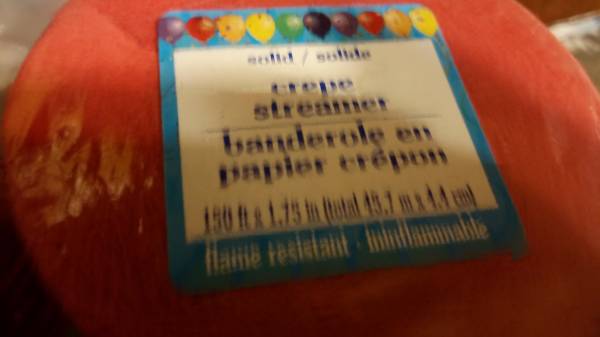 solid / solide
crepe
streamer
banderole en
papier crépon
150 ft x 1.75 in (total 45.7 m x 4.4 cm)
flame resistant · ininflammable